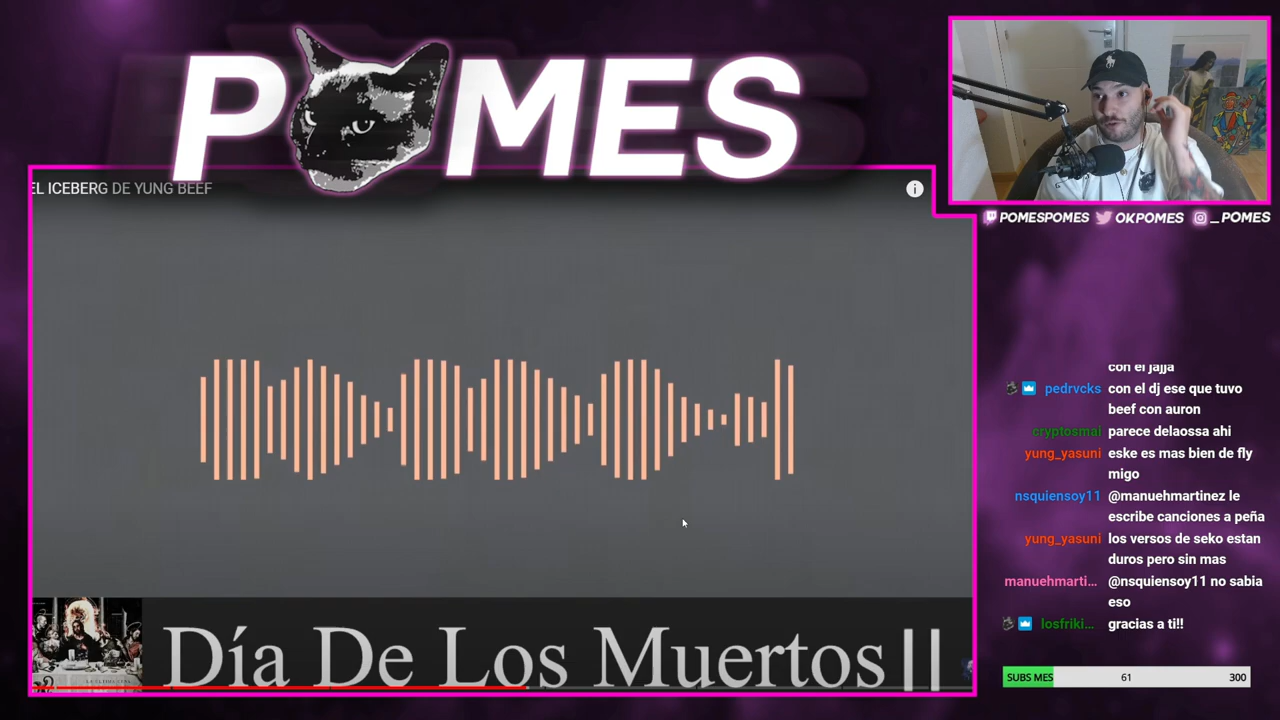 POMES
EL ICEBERG DE YUNG BEEF
POMESPOMES OKPOMES _POMES
con el jajja
pedrvcks con el dj ese que tuvo
beef con auron
cryptosmai parece delaossa ahi
yung_yasuni eske es mas bien de fly
migo
nsquiensoy11 @manuehmartinez le
escribe canciones a peña
yung_yasuni los versos de seko estan
duros pero sin mas
manuehmarti... @nsquiensoy11 no sabia
eso
losfriki... gracias a ti!!
Día De Los Muertos||
SUBS MES 61 300